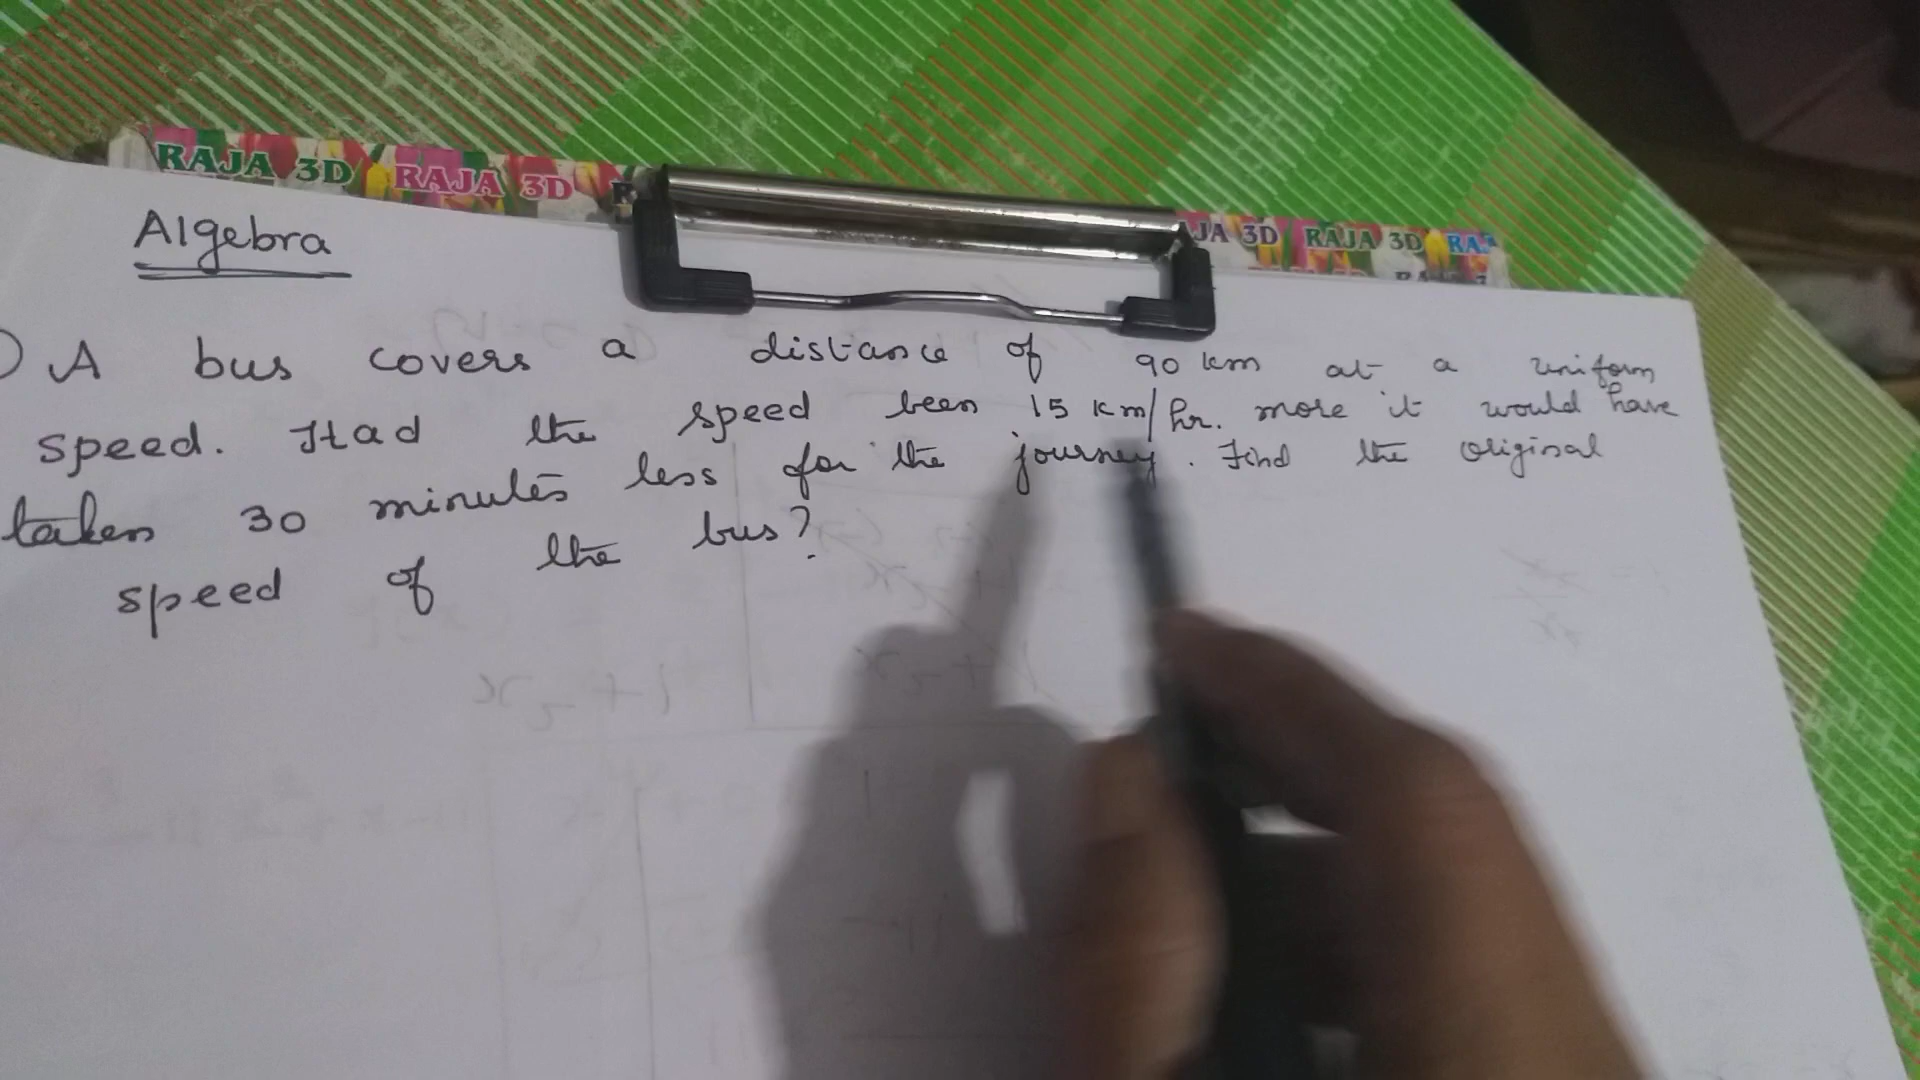 RAJA 3D RAJA 3D
JA 3D RAJA 3D RAJ
Algebra
A bus covers a distance of 90 km at a uniform
speed. Had the speed been 15 km/hr. more it would have
taken 30 minutes less for the journey. Find the original
speed of the bus?